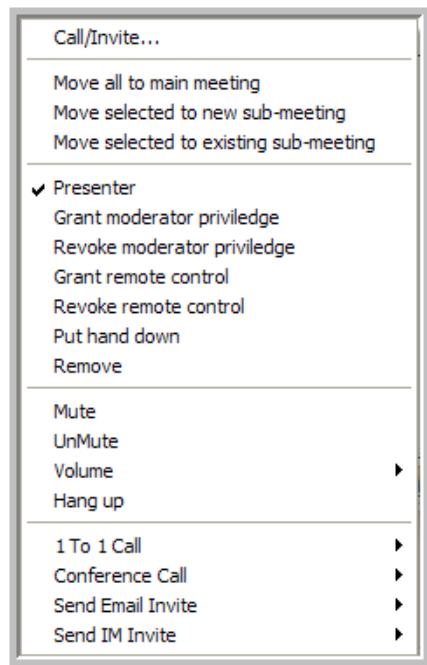 Call/Invite...
Move all to main meeting
Move selected to new sub-meeting
Move selected to existing sub-meeting
Presenter
Grant moderator priviledge
Revoke moderator priviledge
Grant remote control
Revoke remote control
Put hand down
Remove
Mute
UnMute
Volume
Hang up
1 To 1 Call
Conference Call
Send Email Invite
Send IM Invite